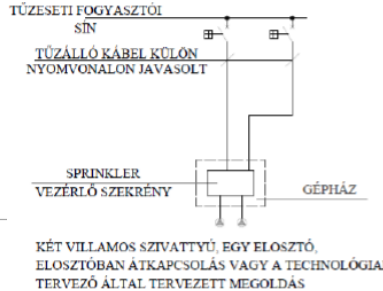 TŰZESETI FOGYASZTÓI
SÍN
TŰZÁLLÓ KÁBEL KÜLÖN
NYOMVONALON JAVASOLT
SPRINKLER
VEZÉRLŐ SZEKRÉNY
GÉPHÁZ
KÉT VILLAMOS SZIVATTYÚ, EGY ELOSZTÓ,
ELOSZTÓBAN ÁTKAPCSOLÁS VAGY A TECHNOLÓGIAI
TERVEZŐ ÁLTAL TERVEZETT MEGOLDÁS